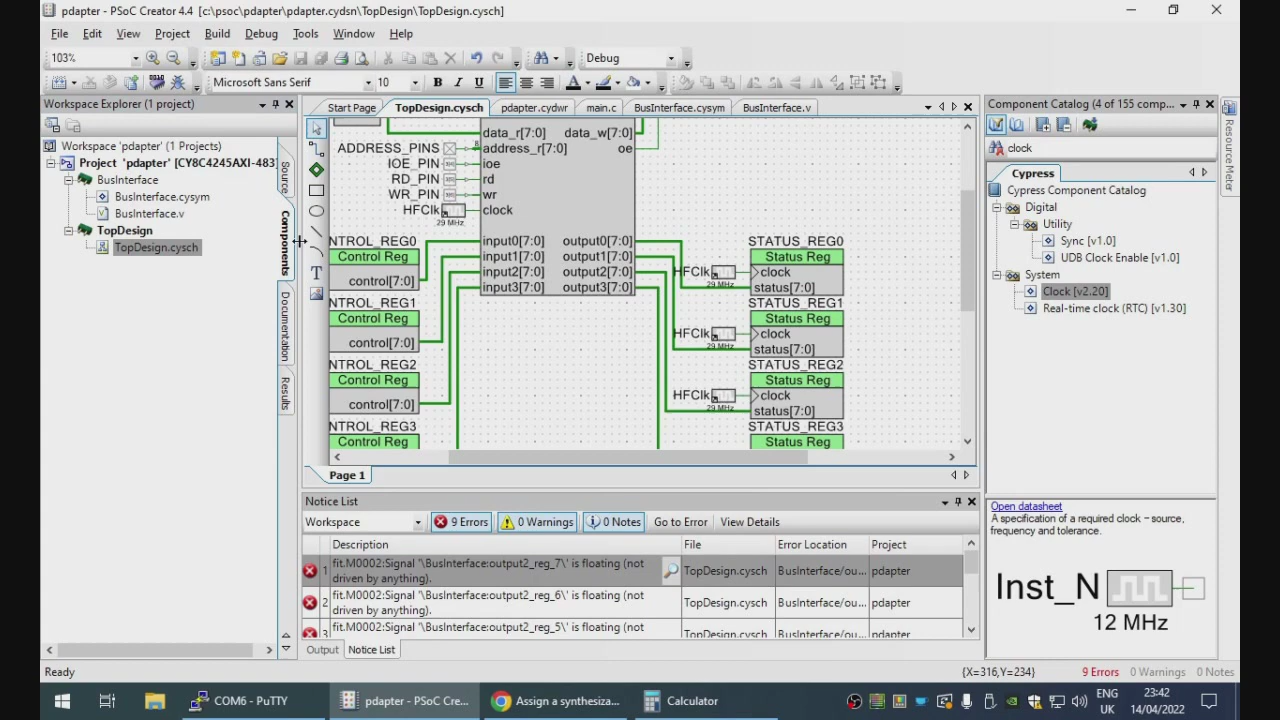 pdapter - PSoC Creator 4.4 [c:\psoc\pdapter\pdapter.cydsn\TopDesign\TopDesign.cysch]
File Edit View Project Build Debug Tools Window Help
103% Debug
Microsoft Sans Serif 10 B I U A
Workspace Explorer (1 project)
Workspace 'pdapter' (1 Projects)
Project 'pdapter' [CY8C4245AXI-483]
BusInterface
BusInterface.cysym
BusInterface.v
TopDesign
TopDesign.cysch
Source
Components
Documentation
Results
Start Page TopDesign.cysch pdapter.cydwr main.c BusInterface.cysym BusInterface.v
data_r[7:0] data_w[7:0]
ADDRESS_PINS address_r[7:0] oe
IOE_PIN ioe
RD_PIN rd
WR_PIN wr
HFClk clock
29 MHz
NTROL_REG0 input0[7:0] output0[7:0] STATUS_REG0
Control Reg input1[7:0] output1[7:0] Status Reg
input2[7:0] output2[7:0] HFClk clock
control[7:0] input3[7:0] output3[7:0] 29 MHz status[7:0]
NTROL_REG1 STATUS_REG1
Control Reg Status Reg
HFClk clock
control[7:0] 29 MHz status[7:0]
NTROL_REG2 STATUS_REG2
Control Reg Status Reg
HFClk clock
control[7:0] 29 MHz status[7:0]
NTROL_REG3 STATUS_REG3
Control Reg Status Reg
Page 1
Component Catalog (4 of 155 comp...
clock
Cypress
Cypress Component Catalog
Digital
Utility
Sync [v1.0]
UDB Clock Enable [v1.0]
System
Clock [v2.20]
Real-time clock (RTC) [v1.30]
Resource Meter
Open datasheet
A specification of a required clock – source,
frequency and tolerance.
Inst_N
12 MHz
Notice List
Workspace 9 Errors 0 Warnings 0 Notes Go to Error View Details
Description File Error Location Project
1 fit.M0002:Signal '\BusInterface:output2_reg_7\' is floating (not driven by anything). TopDesign.cysch BusInterface/ou... pdapter
2 fit.M0002:Signal '\BusInterface:output2_reg_6\' is floating (not driven by anything). TopDesign.cysch BusInterface/ou... pdapter
3 fit.M0002:Signal '\BusInterface:output2_reg_5\' is floating (not TopDesign.cysch BusInterface/ou... pdapter
Output Notice List
Ready {X=316,Y=234} 9 Errors 0 Warnings 0 Notes
COM6 - PuTTY pdapter - PSoC Cre... Assign a synthesiza... Calculator ENG UK 23:42 14/04/2022